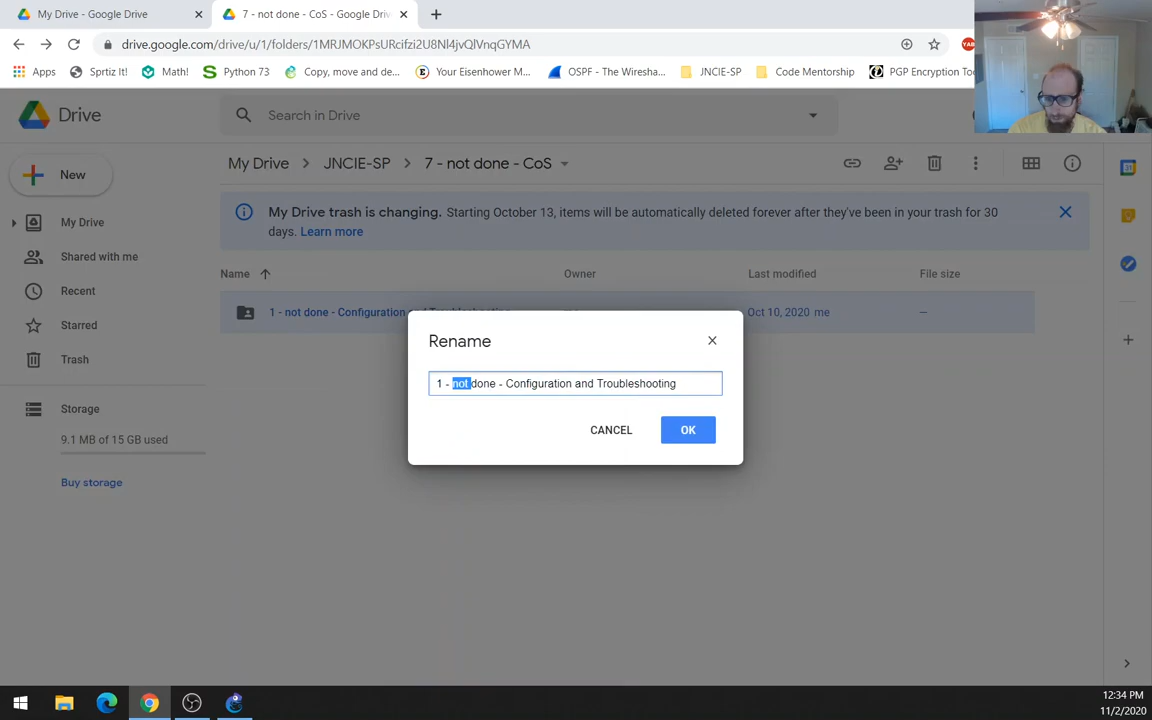 My Drive - Google Drive
7 - not done - CoS - Google Driv
drive.google.com/drive/u/1/folders/1MRJMOKPsURcifzi2U8Nl4jvQlVnqGYMA
Apps
Sprtiz It!
Math!
Python 73
Copy, move and de...
Your Eisenhower M...
OSPF - The Wiresha...
JNCIE-SP
Code Mentorship
PGP Encryption Too
Drive
Search in Drive
New
My Drive
JNCIE-SP
7 - not done - CoS
My Drive
Shared with me
Recent
Starred
Trash
Storage
9.1 MB of 15 GB used
Buy storage
My Drive trash is changing. Starting October 13, items will be automatically deleted forever after they've been in your trash for 30
days. Learn more
Name
Owner
Last modified
File size
1 - not done - Configuration
Oct 10, 2020 me
—
Rename
1 - not done - Configuration and Troubleshooting
CANCEL
OK
12:34 PM
11/2/2020